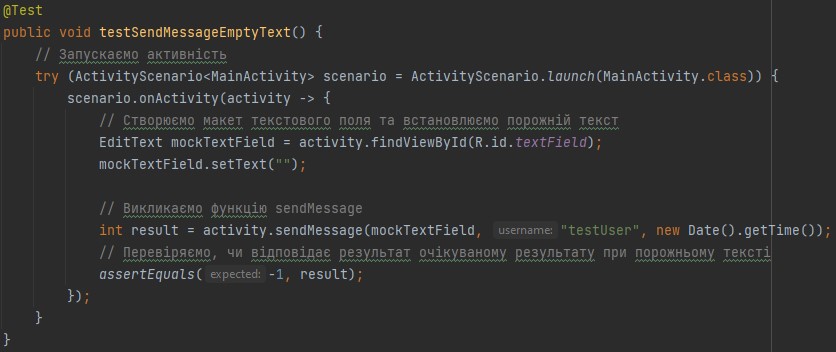 @Test
public void testSendMessageEmptyText() {
// Запускаємо активність
try (ActivityScenario<MainActivity> scenario = ActivityScenario.launch(MainActivity.class)) {
scenario.onActivity(activity -> {
// Створюємо макет текстового поля та встановлюємо порожній текст
EditText mockTextField = activity.findViewById(R.id.textField);
mockTextField.setText("");
// Викликаємо функцію sendMessage
int result = activity.sendMessage(mockTextField, username: "testUser", new Date().getTime());
// Перевіряємо, чи відповідає результат очікуваному результату при порожньому тексті
assertEquals( expected: -1, result);
});
}
}